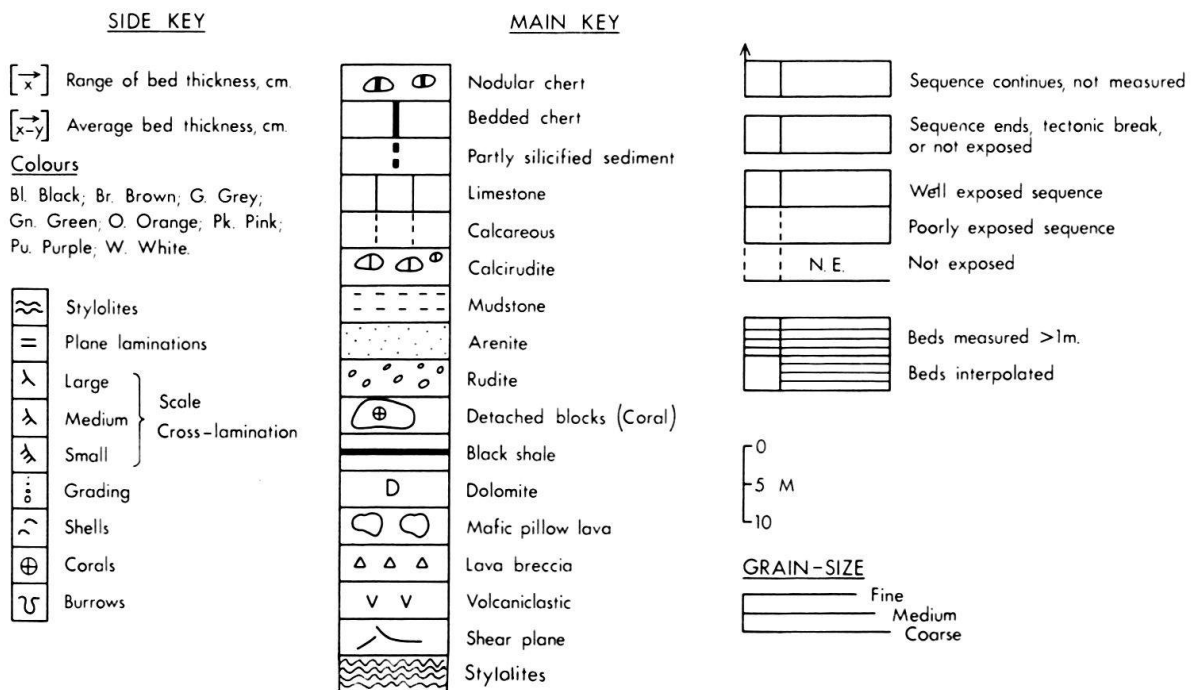 SIDE KEY
[x] Range of bed thickness, cm.
[x-y] Average bed thickness, cm.
Colours
Bl. Black; Br. Brown; G. Grey;
Gn. Green; O. Orange; Pk. Pink;
Pu. Purple; W. White.
Stylolites
Plane laminations
Large
Medium
Small
Scale
Cross-lamination
Grading
Shells
Corals
Burrows
MAIN KEY
Nodular chert
Bedded chert
Partly silicified sediment
Limestone
Calcareous
Calcirudite
Mudstone
Arenite
Rudite
Detached blocks (Coral)
Black shale
D Dolomite
Mafic pillow lava
Lava breccia
V V Volcaniclastic
Shear plane
Stylolites
Sequence continues, not measured
Sequence ends, tectonic break,
or not exposed
Well exposed sequence
Poorly exposed sequence
N. E. Not exposed
Beds measured >1m.
Beds interpolated
0
5 M
10
GRAIN-SIZE
Fine
Medium
Coarse